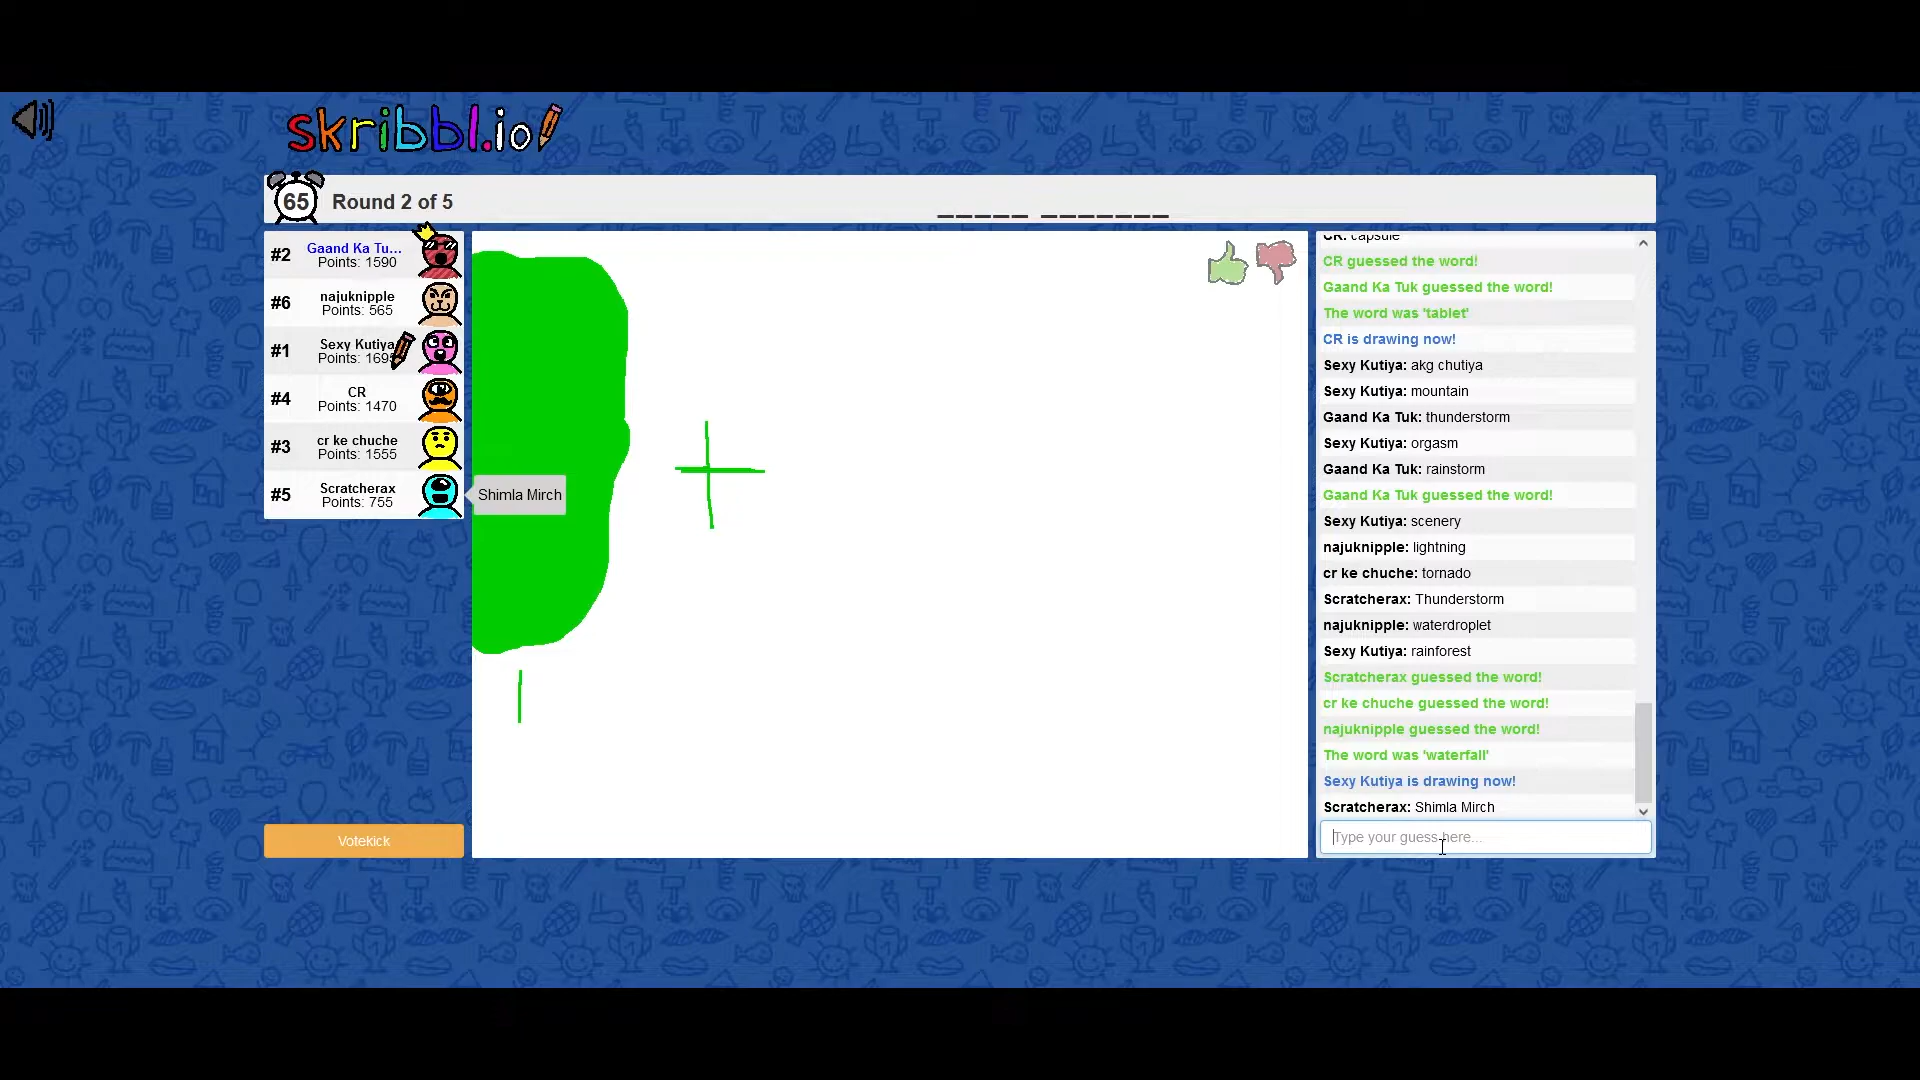 skribbl.io
65
Round 2 of 5
_____ _______
#2
Gaand Ka Tu...
Points: 1590
#6
najuknipple
Points: 565
#1
Sexy Kutiya
Points: 1695
#4
CR
Points: 1470
#3
cr ke chuche
Points: 1555
#5
Scratcherax
Points: 755
Shimla Mirch
Votekick
CR: capsule
CR guessed the word!
Gaand Ka Tuk guessed the word!
The word was 'tablet'
CR is drawing now!
Sexy Kutiya: akg chutiya
Sexy Kutiya: mountain
Gaand Ka Tuk: thunderstorm
Sexy Kutiya: orgasm
Gaand Ka Tuk: rainstorm
Gaand Ka Tuk guessed the word!
Sexy Kutiya: scenery
najuknipple: lightning
cr ke chuche: tornado
Scratcherax: Thunderstorm
najuknipple: waterdroplet
Sexy Kutiya: rainforest
Scratcherax guessed the word!
cr ke chuche guessed the word!
najuknipple guessed the word!
The word was 'waterfall'
Sexy Kutiya is drawing now!
Scratcherax: Shimla Mirch
Type your guess here...